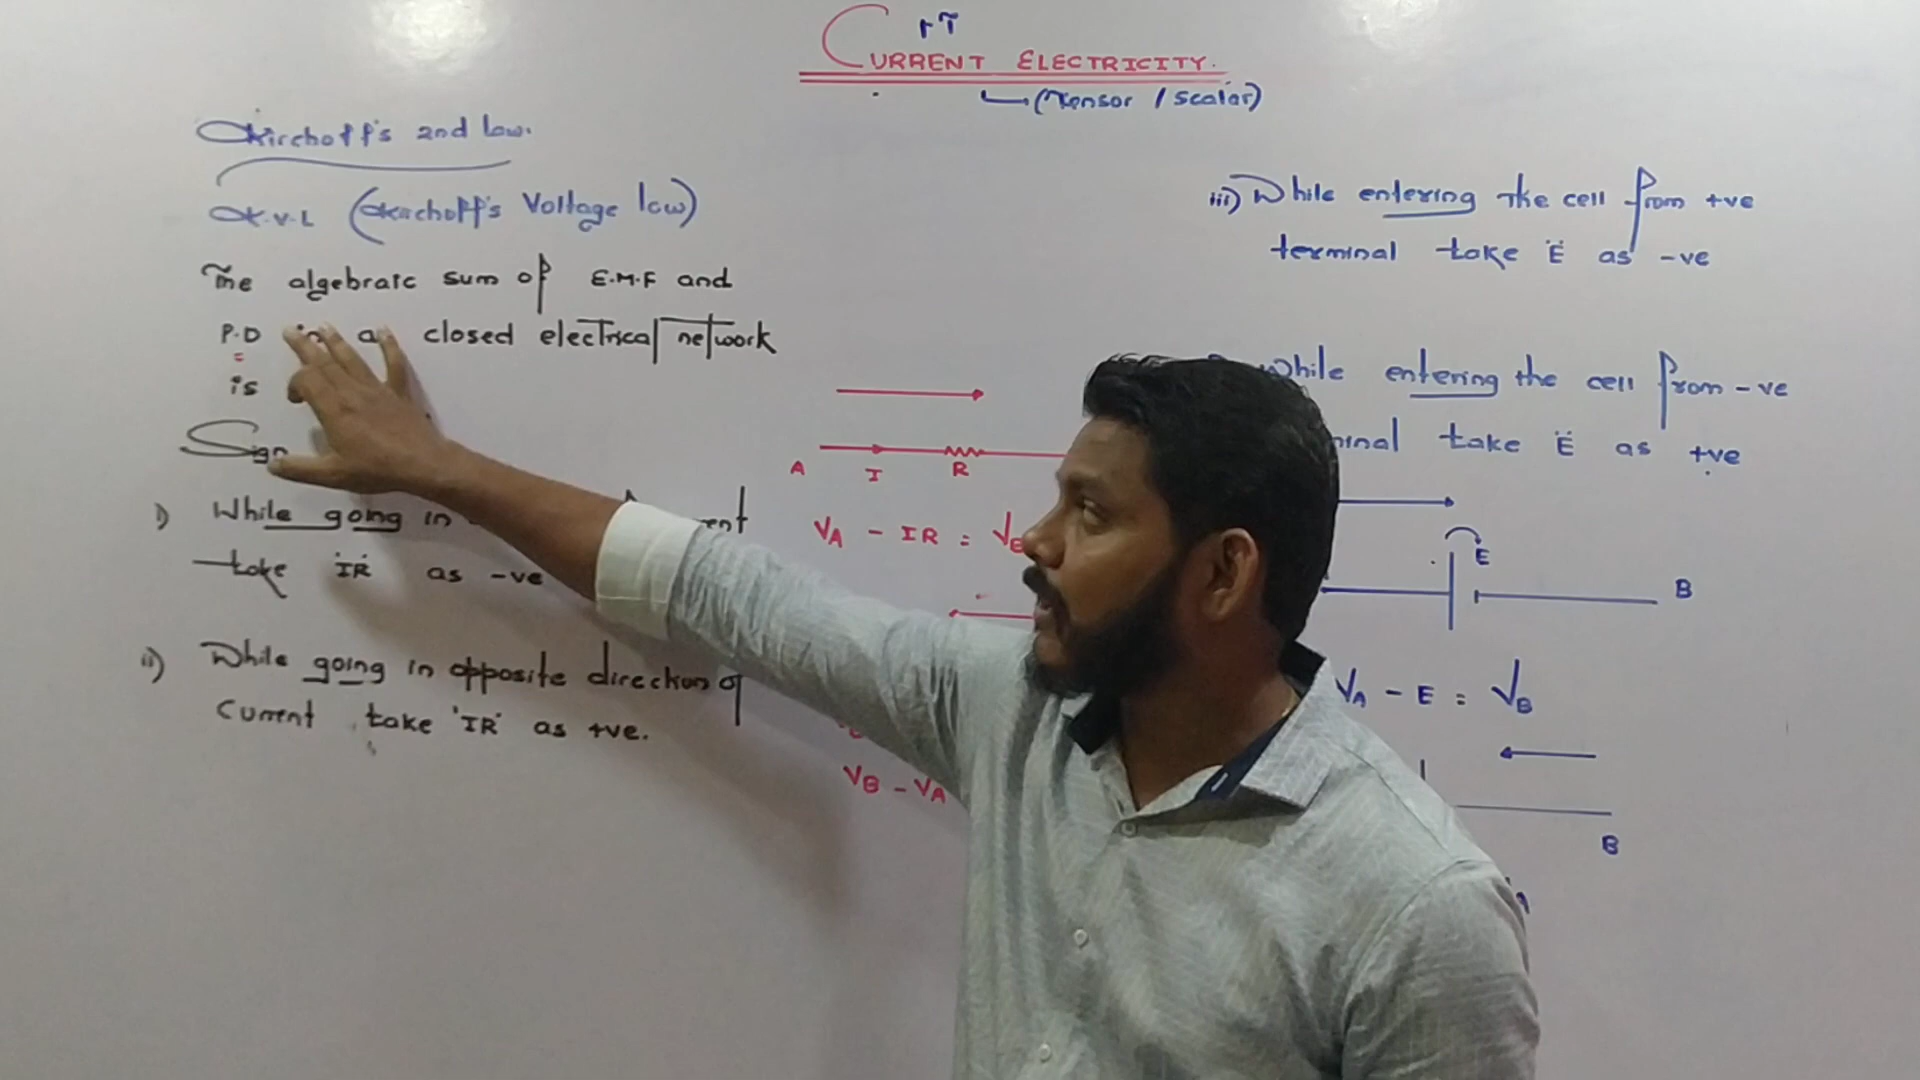 CURRENT ELECTRICITY.
(Tensor / scalar)
Kirchoff's 2nd law.
K.V.L (Kirchoff's Voltage law)
The algebraic sum of E.M.F and
P.D in a closed electrical network
is
Sign
i) While going in
take 'IR' as -ve
ii) While going in opposite direction of
Current take 'IR' as +ve.
A I R
VA - IR = VB
VB - VA
iii) While entering the cell from +ve
terminal take 'E' as -ve
While entering the cell from -ve
take 'E' as +ve
E
B
VA - E = VB
B